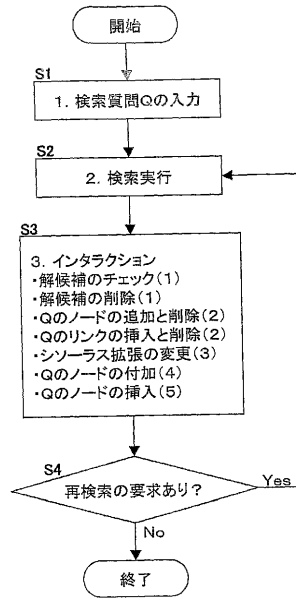 開始
S1
1. 検索質問Qの入力
S2
2. 検索実行
S3
3. インタラクション
・解候補のチェック(1)
・解候補の削除(1)
・Qのノードの追加と削除(2)
・Qのリンクの挿入と削除(2)
・シソーラス拡張の変更(3)
・Qのノードの付加(4)
・Qのノードの挿入(5)
S4
再検索の要求あり?
Yes
No
終了